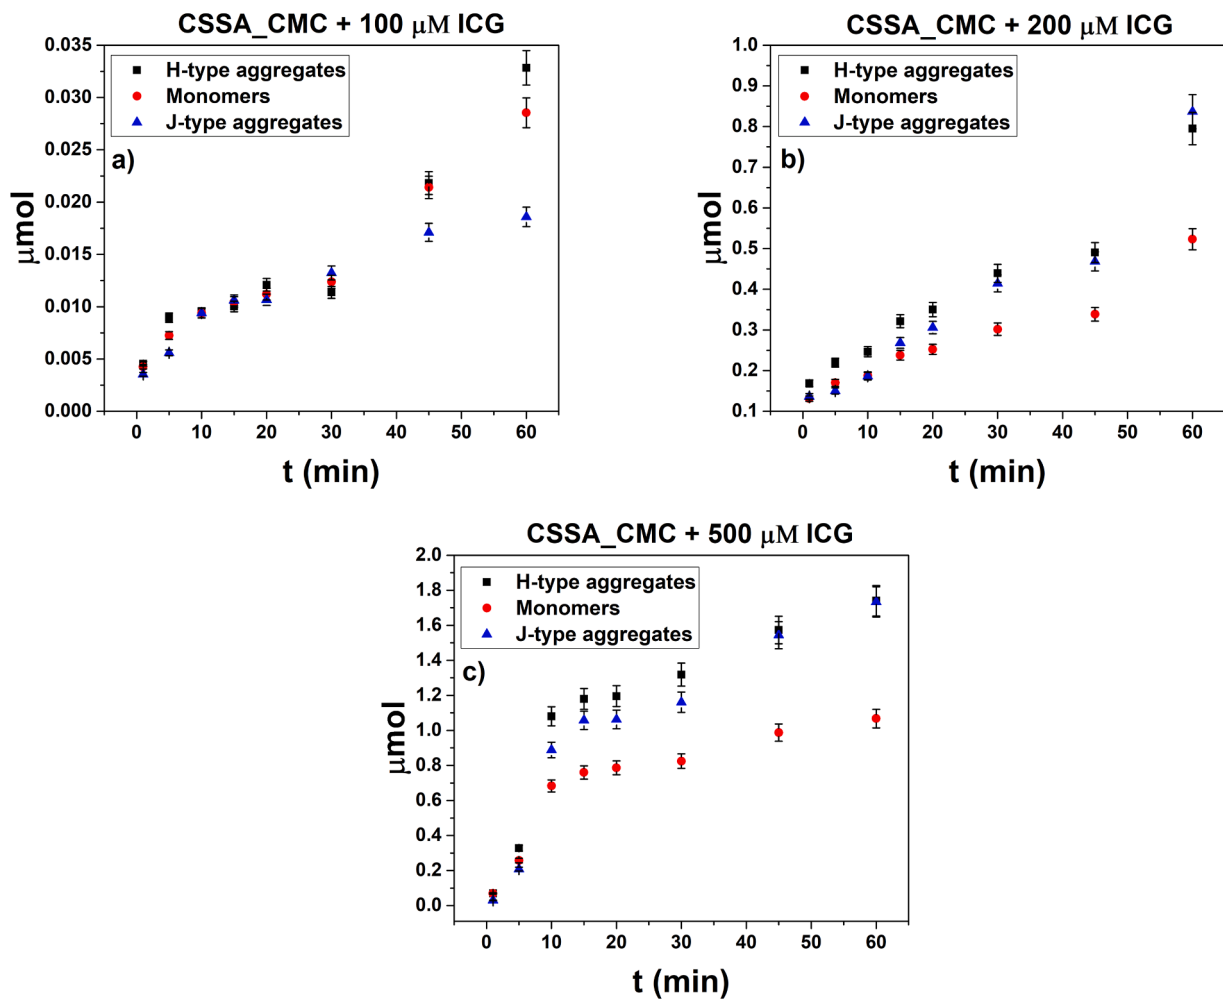 CSSA_CMC + 100 μM ICG
H-type aggregates
Monomers
J-type aggregates
a)
μmol
0.035
0.030
0.025
0.020
0.015
0.010
0.005
0.000
0 10 20 30 40 50 60
t (min)
CSSA_CMC + 200 μM ICG
H-type aggregates
Monomers
J-type aggregates
b)
μmol
1.0
0.9
0.8
0.7
0.6
0.5
0.4
0.3
0.2
0.1
0 10 20 30 40 50 60
t (min)
CSSA_CMC + 500 μM ICG
H-type aggregates
Monomers
J-type aggregates
c)
μmol
2.0
1.8
1.6
1.4
1.2
1.0
0.8
0.6
0.4
0.2
0.0
0 10 20 30 40 50 60
t (min)